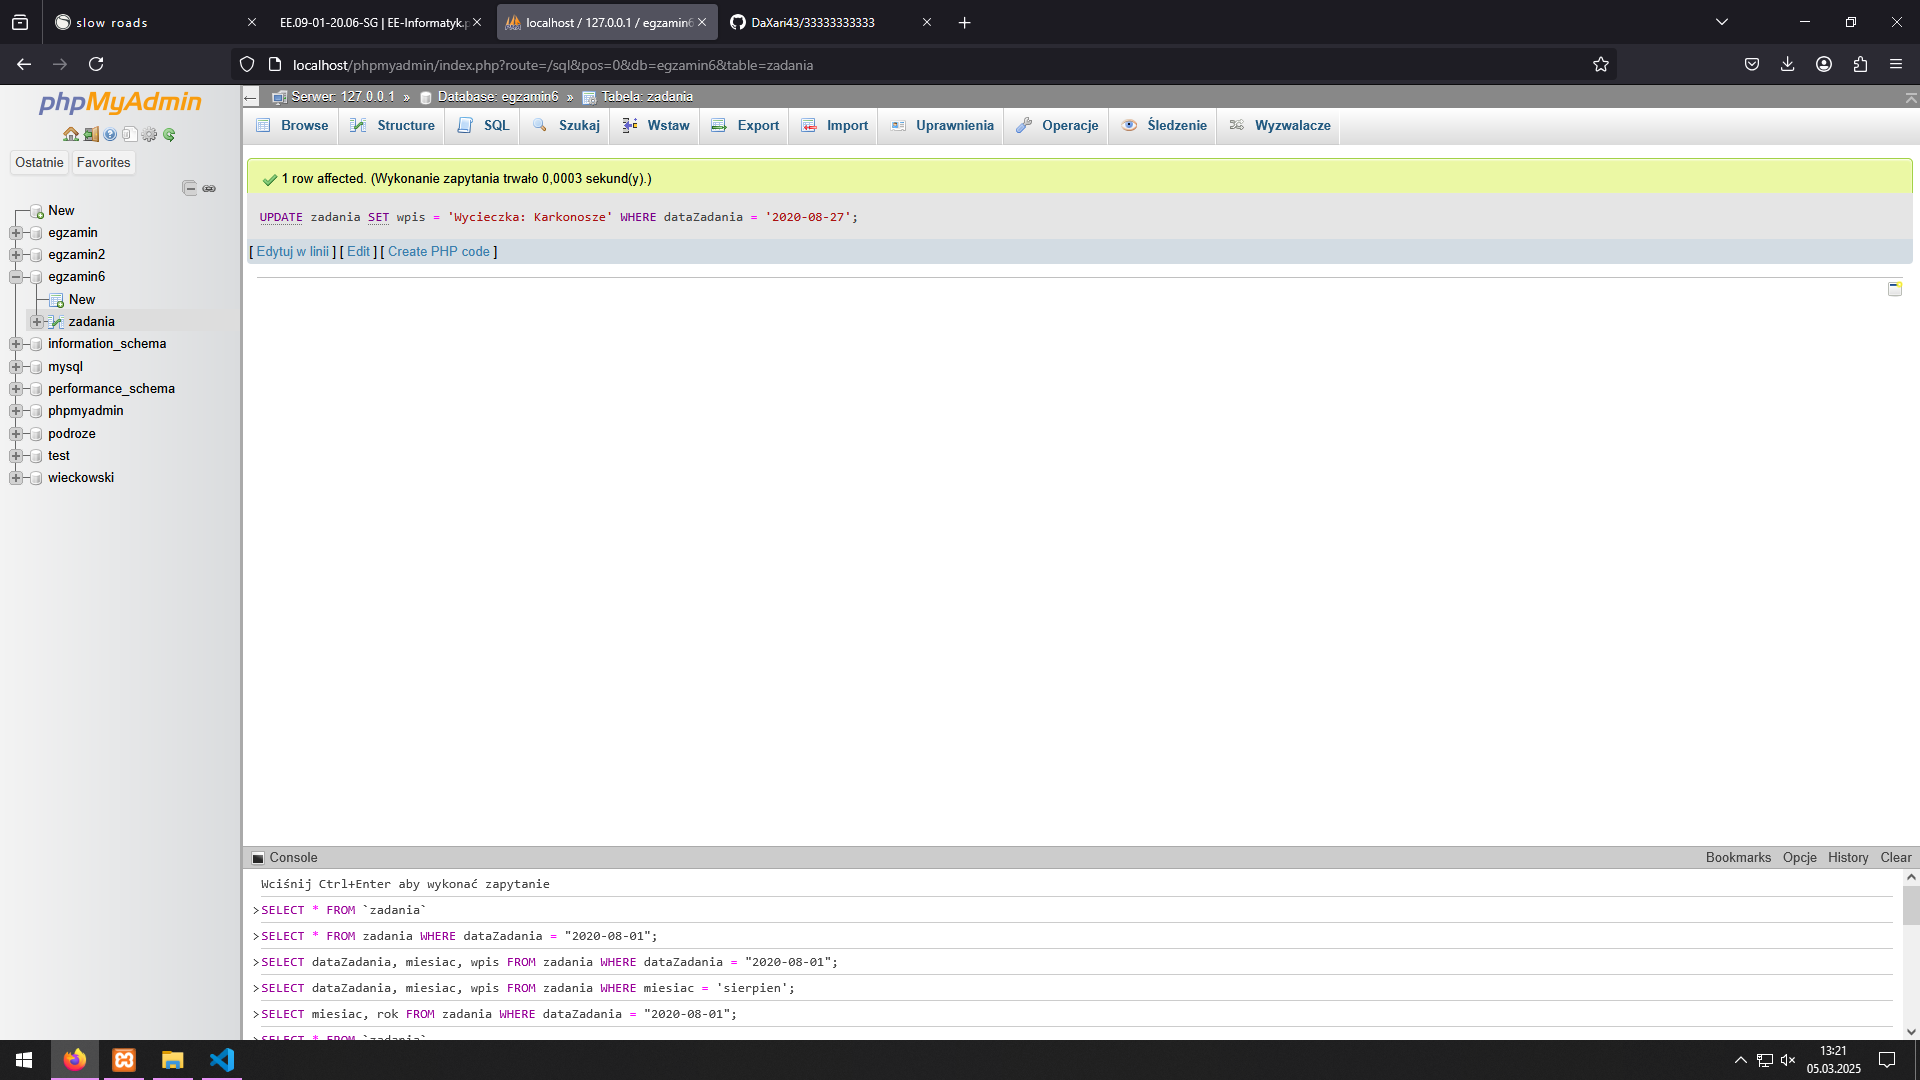 slow roads
EE.09-01-20.06-SG | EE-Informatyk.p
localhost / 127.0.0.1 / egzamin6
DaXari43/33333333333
localhost/phpmyadmin/index.php?route=/sql&pos=0&db=egzamin6&table=zadania
phpMyAdmin
Ostatnie Favorites
New
egzamin
egzamin2
egzamin6
New
zadania
information_schema
mysql
performance_schema
phpmyadmin
podroze
test
wieckowski
Serwer: 127.0.0.1 » Database: egzamin6 » Tabela: zadania
Browse Structure SQL Szukaj Wstaw Export Import Uprawnienia Operacje Śledzenie Wyzwalacze
1 row affected. (Wykonanie zapytania trwało 0,0003 sekund(y).)
UPDATE zadania SET wpis = 'Wycieczka: Karkonosze' WHERE dataZadania = '2020-08-27';
[ Edytuj w linii ] [ Edit ] [ Create PHP code ]
Console Bookmarks Opcje History Clear
Wciśnij Ctrl+Enter aby wykonać zapytanie
>SELECT * FROM `zadania`
>SELECT * FROM zadania WHERE dataZadania = "2020-08-01";
>SELECT dataZadania, miesiac, wpis FROM zadania WHERE dataZadania = "2020-08-01";
>SELECT dataZadania, miesiac, wpis FROM zadania WHERE miesiac = 'sierpien';
>SELECT miesiac, rok FROM zadania WHERE dataZadania = "2020-08-01";
>SELECT * FROM `zadania`
13:21
05.03.2025